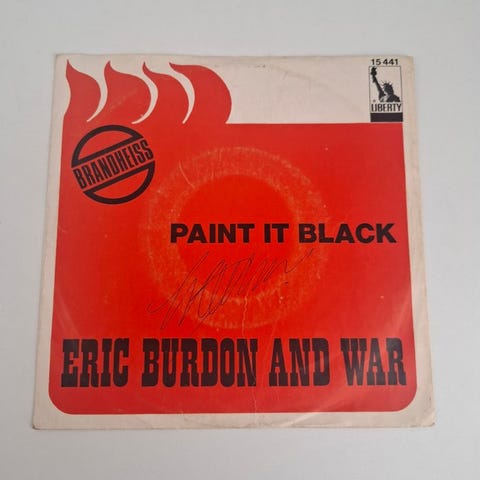 15 441
LIBERTY
BRANDHEISS
PAINT IT BLACK
ERIC BURDON AND WAR